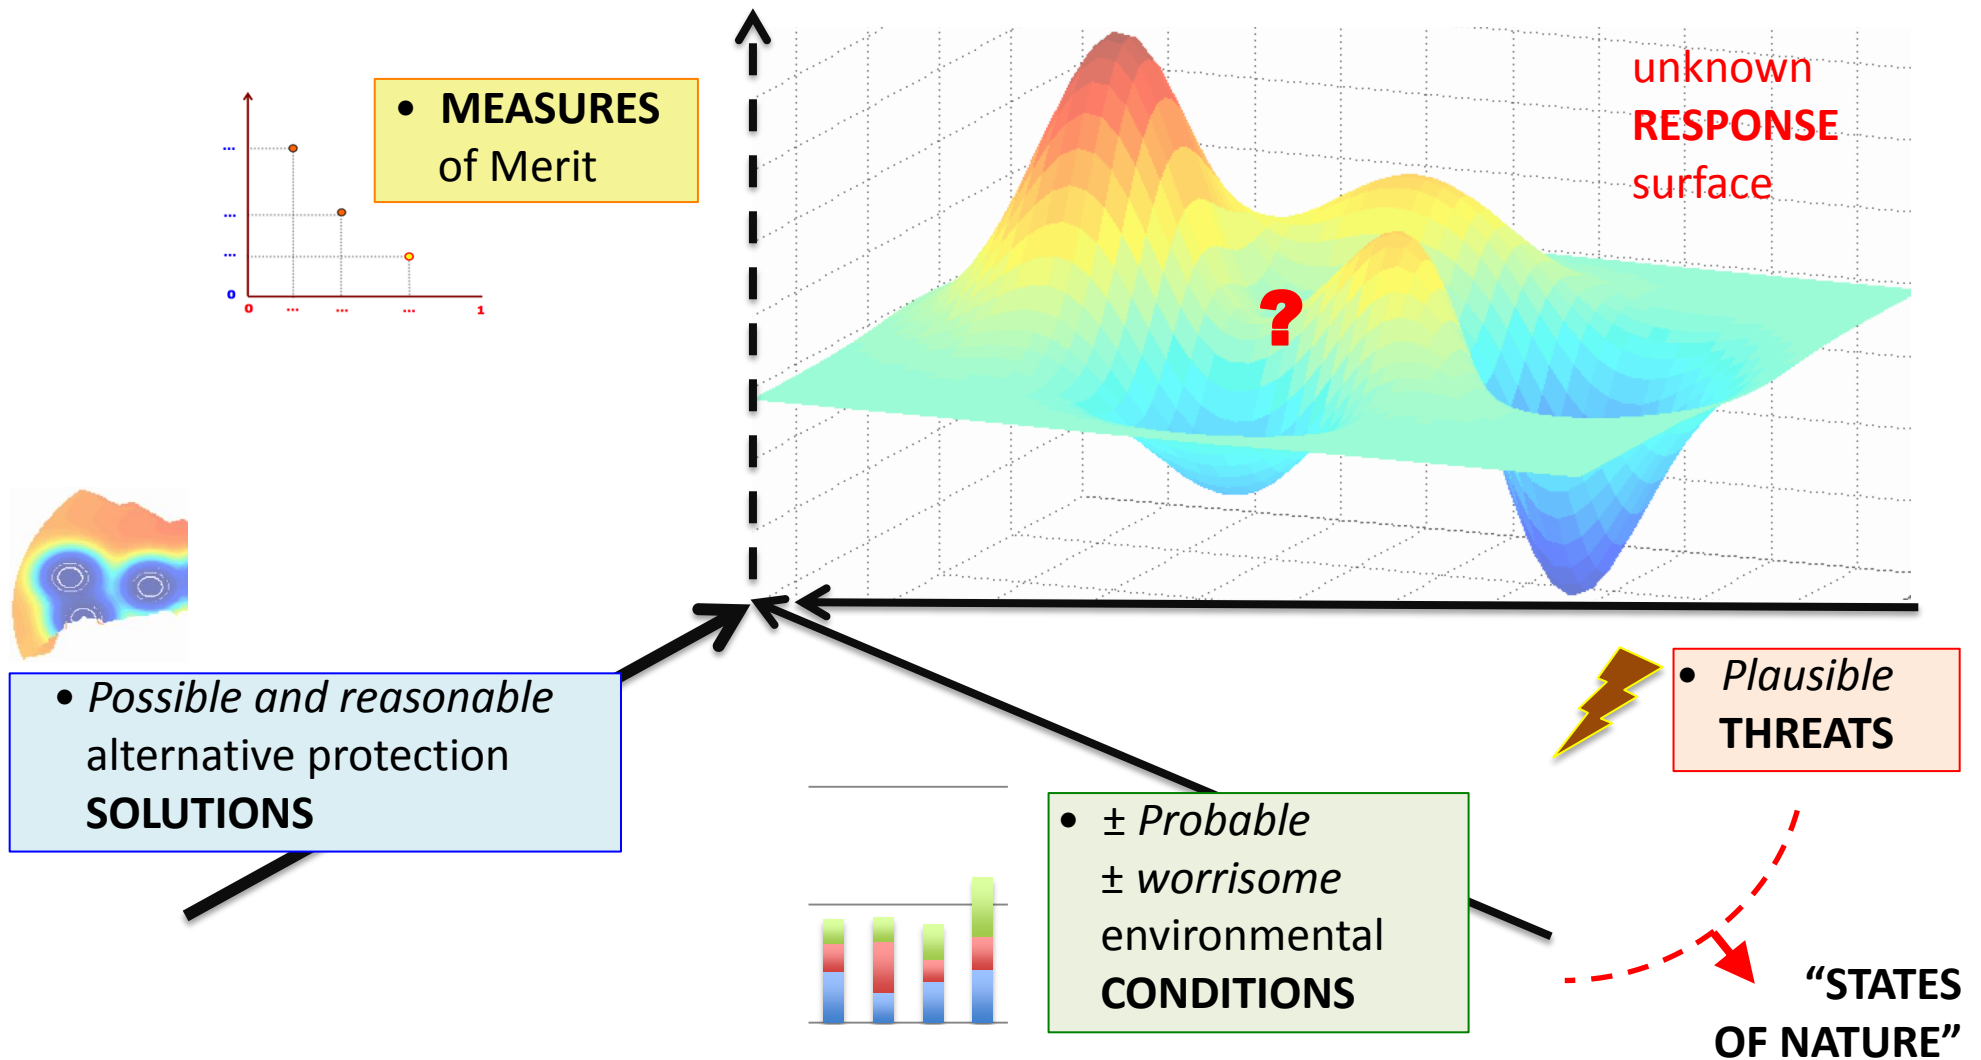 • MEASURES
of Merit
...
...
...
0
0
...
...
...
1
unknown
RESPONSE
surface
?
• Possible and reasonable
alternative protection
SOLUTIONS
• Plausible
THREATS
• ± Probable
± worrisome
environmental
CONDITIONS
“STATES
OF NATURE”